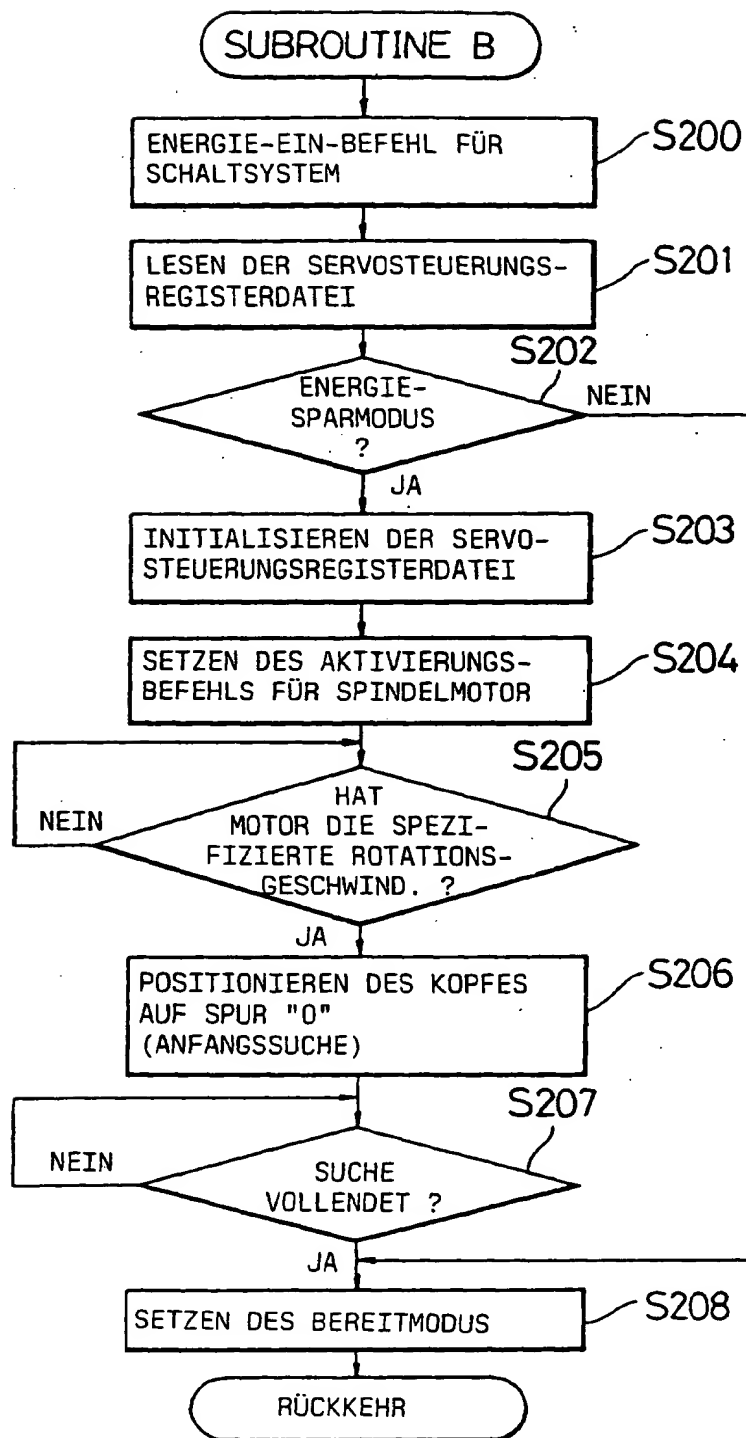 SUBROUTINE B
ENERGIE-EIN-BEFEHL FÜR
SCHALTSYSTEM
S200
LESEN DER SERVOSTEUERUNGS-
REGISTERDATEI
S201
S202
ENERGIE-
SPARMODUS
?
NEIN
JA
INITIALISIEREN DER SERVO-
STEUERUNGSREGISTERDATEI
S203
SETZEN DES AKTIVIERUNGS-
BEFEHLS FÜR SPINDELMOTOR
S204
S205
HAT
MOTOR DIE SPEZI-
FIZIERTE ROTATIONS-
GESCHWIND. ?
NEIN
JA
POSITIONIEREN DES KOPFES
AUF SPUR "0"
(ANFANGSSUCHE)
S206
S207
NEIN
SUCHE
VOLLENDET ?
JA
SETZEN DES BEREITMODUS
S208
RÜCKKEHR